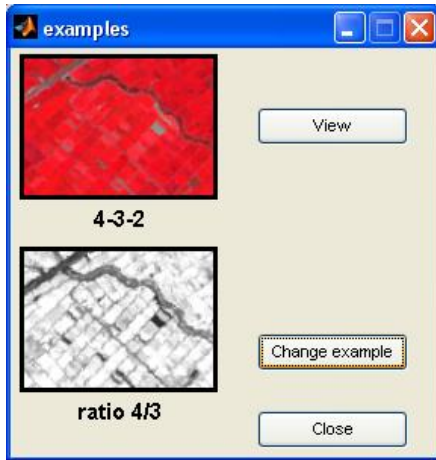 examples
View
4-3-2
Change example
ratio 4/3
Close